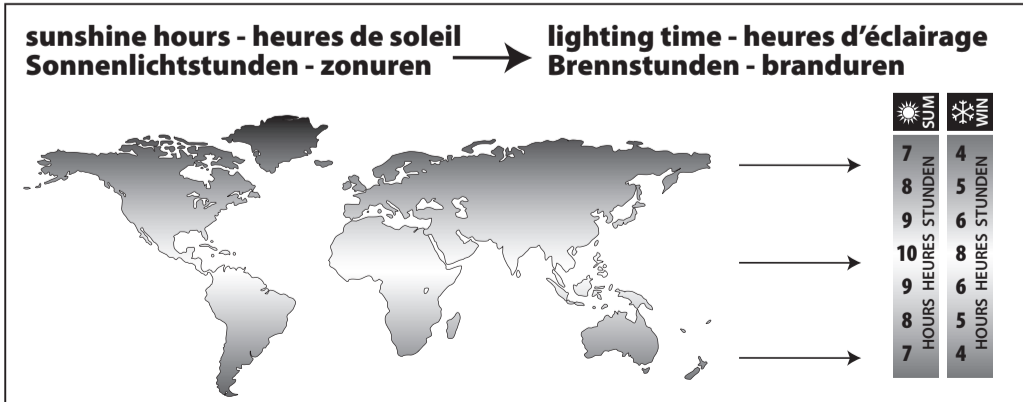 sunshine hours - heures de soleil
Sonnenlichtstunden - zonuren
lighting time - heures d’éclairage
Brennstunden - branduren
SUM
WIN
7 4
8 5
9 6
10 8
9 6
8 5
7 4
HOURS HEURES STUNDEN
HOURS HEURES STUNDEN